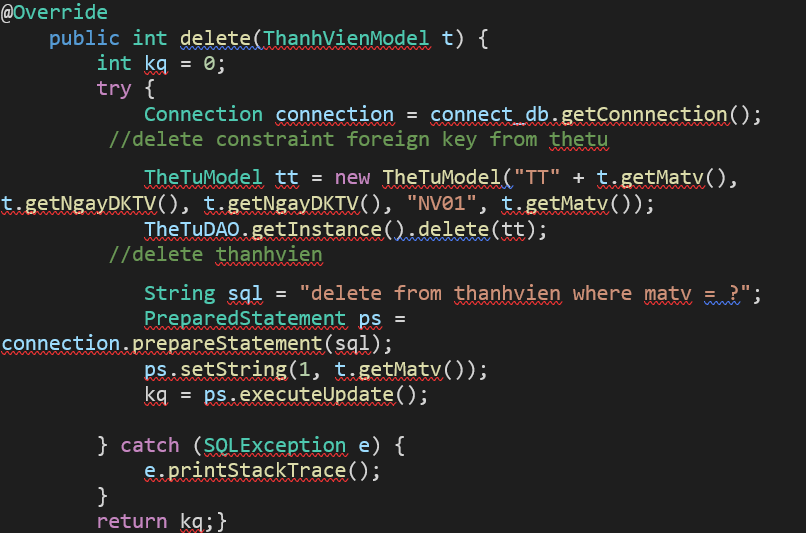 @Override
public int delete(ThanhVienModel t) {
int kq = 0;
try {
Connection connection = connect_db.getConnnection();
//delete constraint foreign key from thetu
TheTuModel tt = new TheTuModel("TT" + t.getMatv(),
t.getNgayDKTV(), t.getNgayDKTV(), "NV01", t.getMatv());
TheTuDAO.getInstance().delete(tt);
//delete thanhvien
String sql = "delete from thanhvien where matv = ?";
PreparedStatement ps =
connection.prepareStatement(sql);
ps.setString(1, t.getMatv());
kq = ps.executeUpdate();
} catch (SQLException e) {
e.printStackTrace();
}
return kq;}